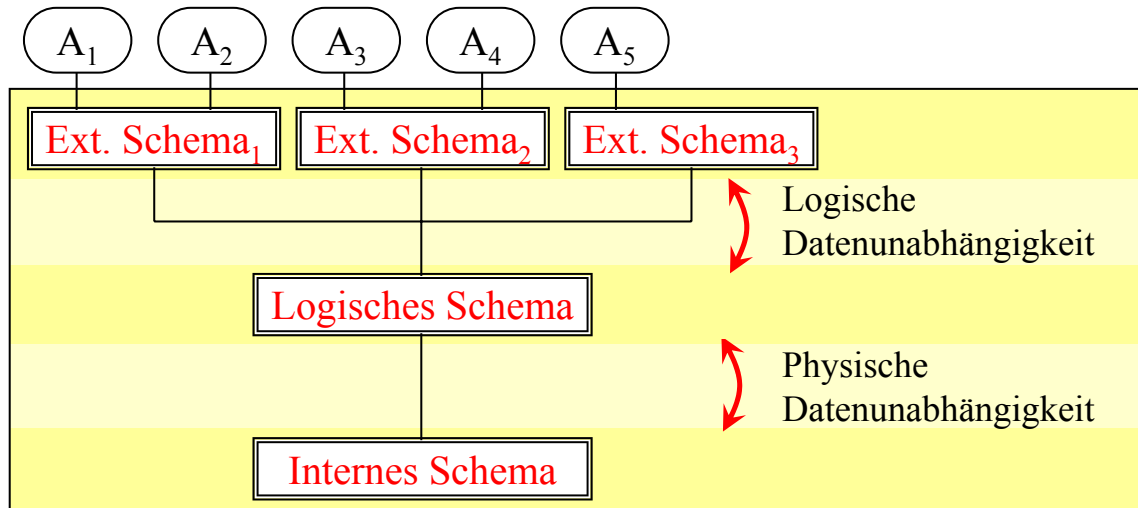 A₁ A₂ A₃ A₄ A₅
Ext. Schema₁ Ext. Schema₂ Ext. Schema₃
Logische
Datenunabhängigkeit
Logisches Schema
Physische
Datenunabhängigkeit
Internes Schema